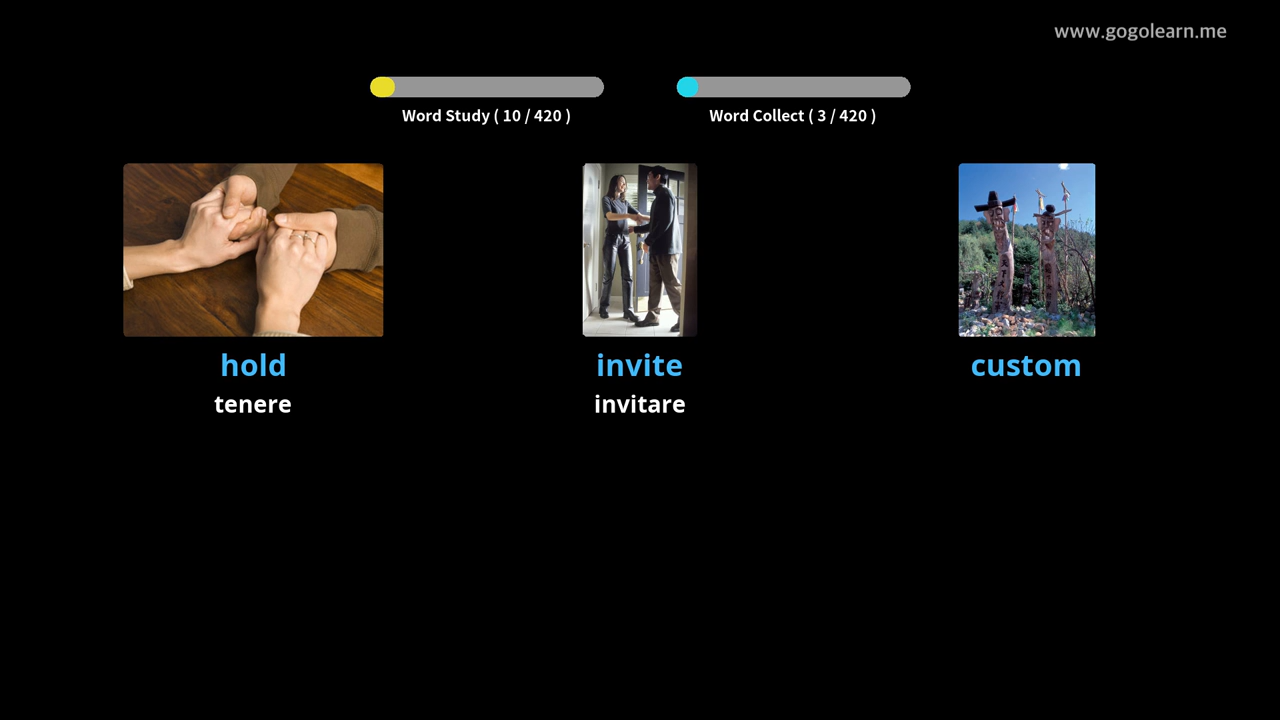 www.gogolearn.me
Word Study ( 10 / 420 )
Word Collect ( 3 / 420 )
hold
tenere
invite
invitare
custom